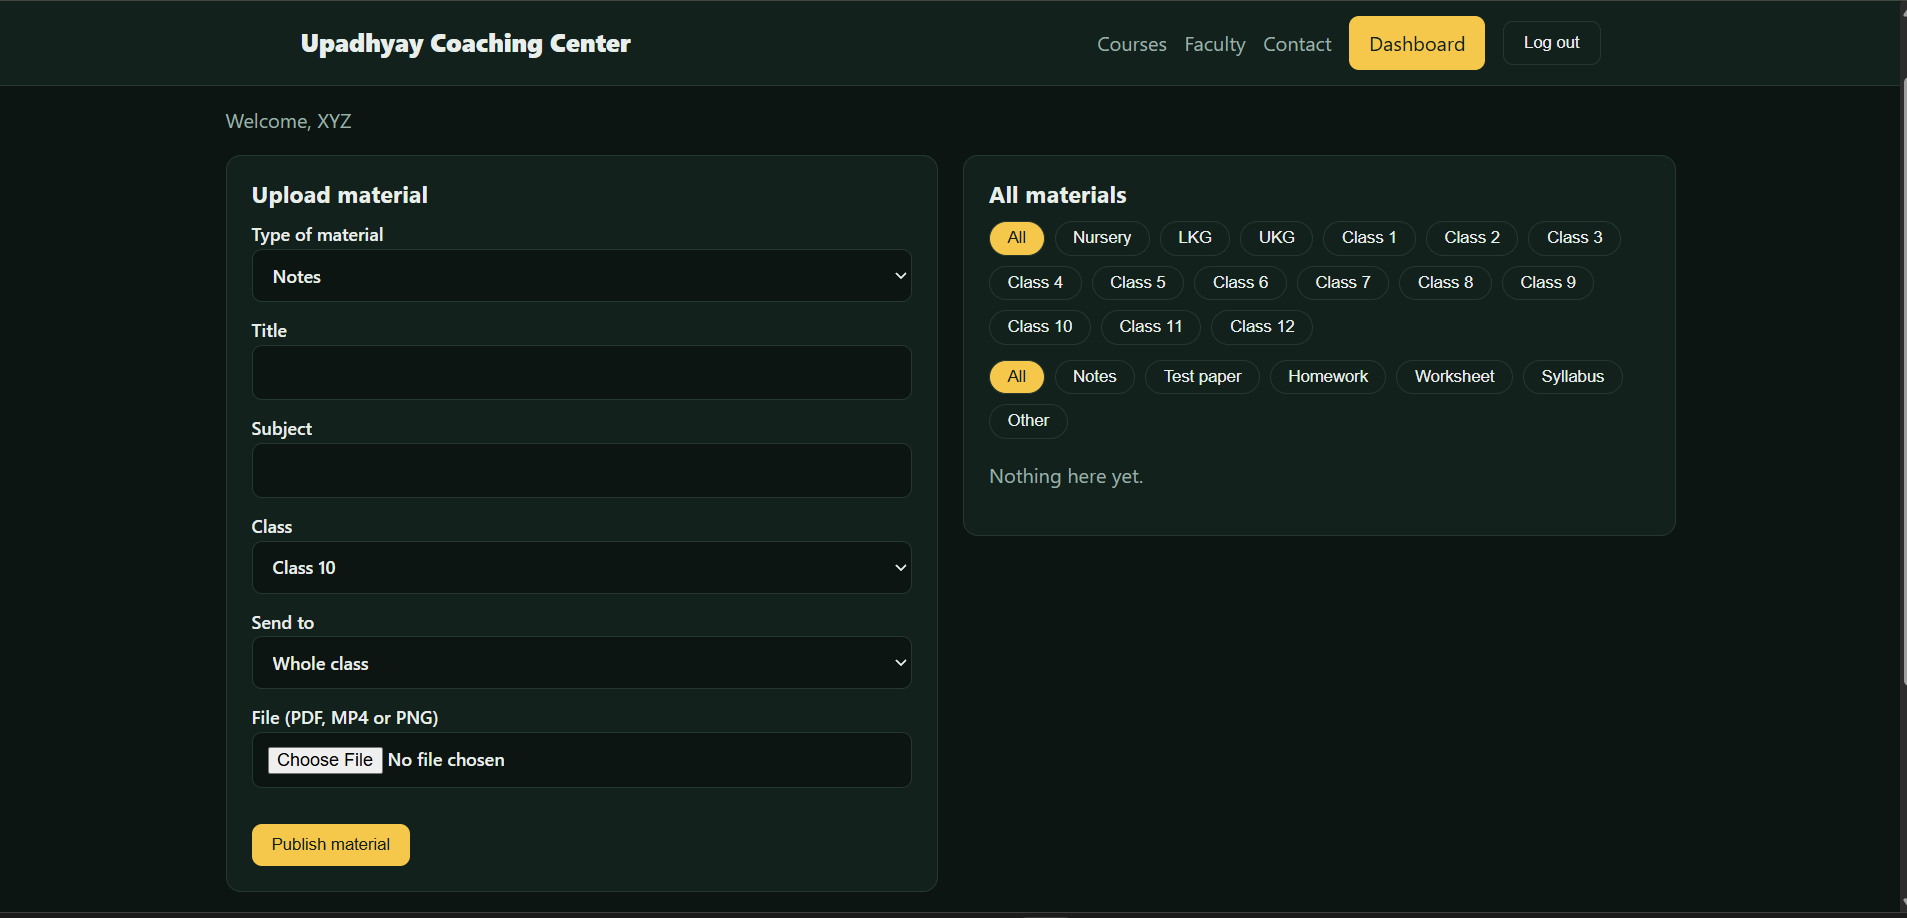 Upadhyay Coaching Center
Courses Faculty Contact Dashboard Log out
Welcome, XYZ
Upload material
Type of material
Notes
Title
Subject
Class
Class 10
Send to
Whole class
File (PDF, MP4 or PNG)
Choose File No file chosen
Publish material
All materials
All Nursery LKG UKG Class 1 Class 2 Class 3
Class 4 Class 5 Class 6 Class 7 Class 8 Class 9
Class 10 Class 11 Class 12
All Notes Test paper Homework Worksheet Syllabus
Other
Nothing here yet.